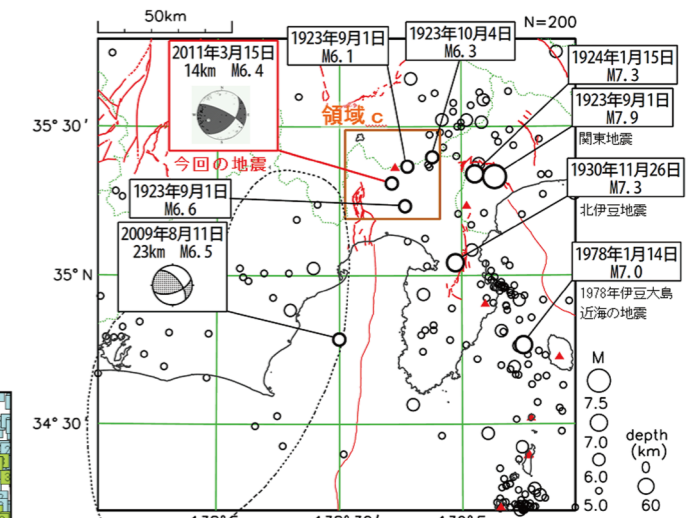 50km
N=200
2011年3月15日
14km M6.4
1923年9月1日
M6.1
1923年10月4日
M6.3
1924年1月15日
M7.3
1923年9月1日
M7.9
関東地震
領域 c
35°30′
今回の地震
1923年9月1日
M6.6
1930年11月26日
M7.3
北伊豆地震
2009年8月11日
23km M6.5
35°N
1978年1月14日
M7.0
1978年伊豆大島
近海の地震
M
7.5
7.0
6.0
5.0
depth
(km)
0
60
34°30′